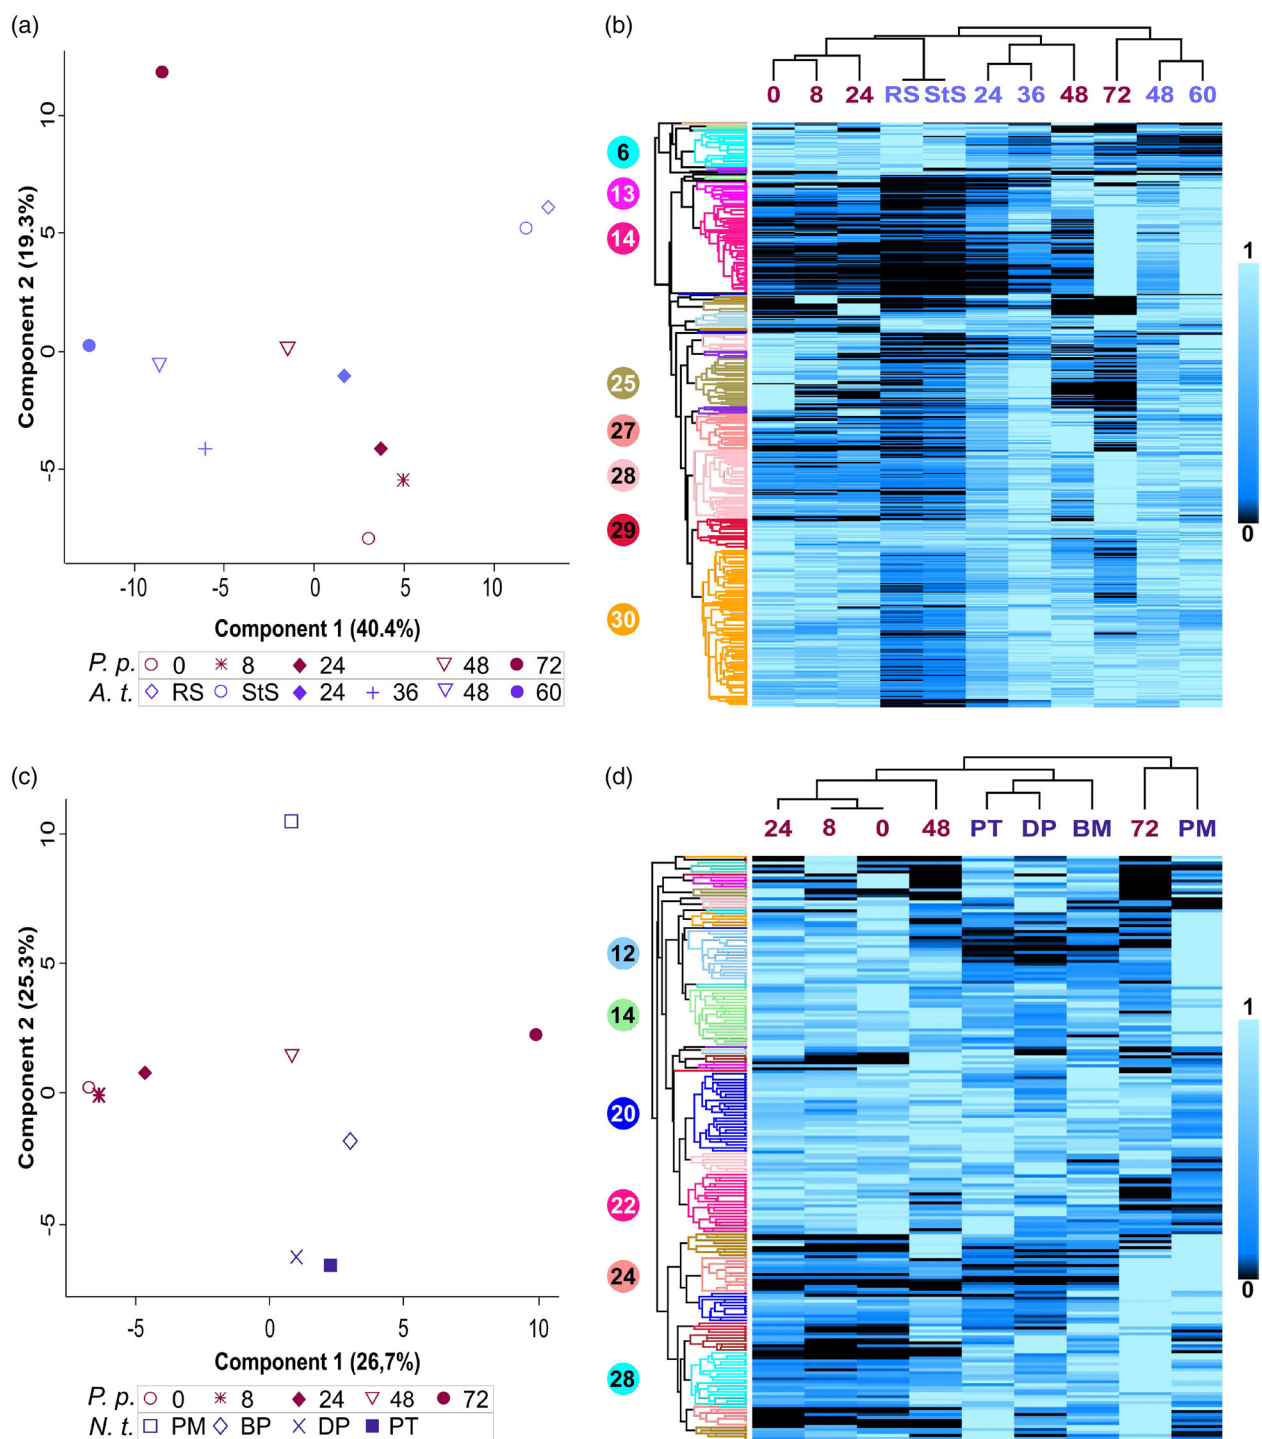 (a)
10
5
0
-5
Component 2 (19.3%)
-10 -5 0 5 10
Component 1 (40.4%)
P. p. 0 8 24 48 72
A. t. RS StS 24 36 48 60
(b)
0 8 24 RS StS 24 36 48 72 48 60
6
13
14
25
27
28
29
30
1
0
(c)
10
5
0
-5
Component 2 (25.3%)
-5 0 5 10
Component 1 (26,7%)
P. p. 0 8 24 48 72
N. t. PM BP DP PT
(d)
24 8 0 48 PT DP BM 72 PM
12
14
20
22
24
28
1
0